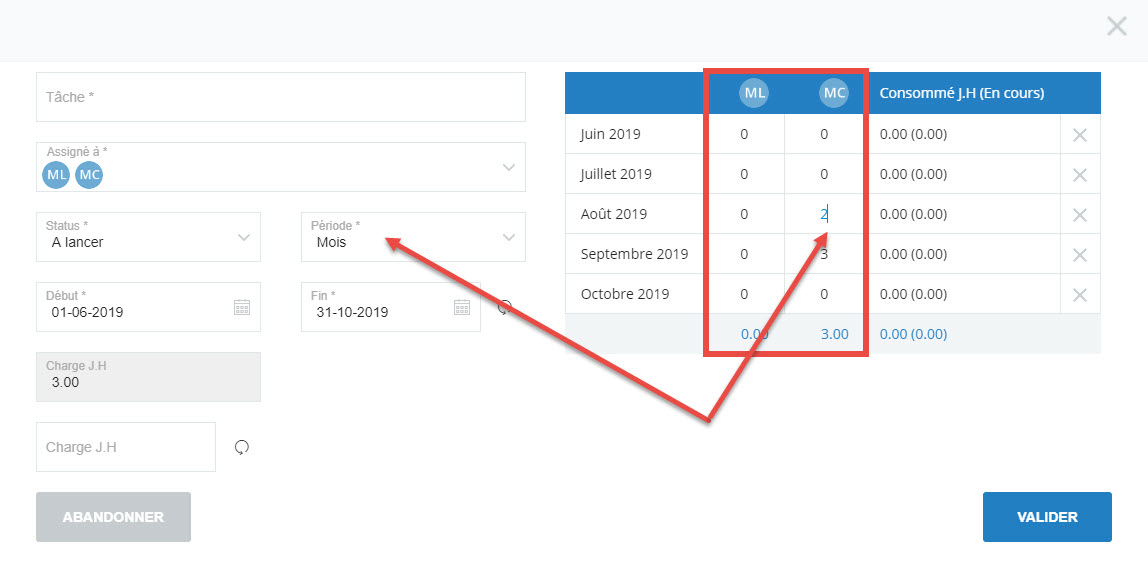 Tâche *
Assigné à *
ML MC
Status *
A lancer
Période *
Mois
Début *
01-06-2019
Fin *
31-10-2019
Charge J.H
3.00
Charge J.H
ABANDONNER
ML MC Consommé J.H (En cours)
Juin 2019 0 0 0.00 (0.00)
Juillet 2019 0 0 0.00 (0.00)
Août 2019 0 2 0.00 (0.00)
Septembre 2019 0 3 0.00 (0.00)
Octobre 2019 0 0 0.00 (0.00)
0.00 3.00 0.00 (0.00)
VALIDER